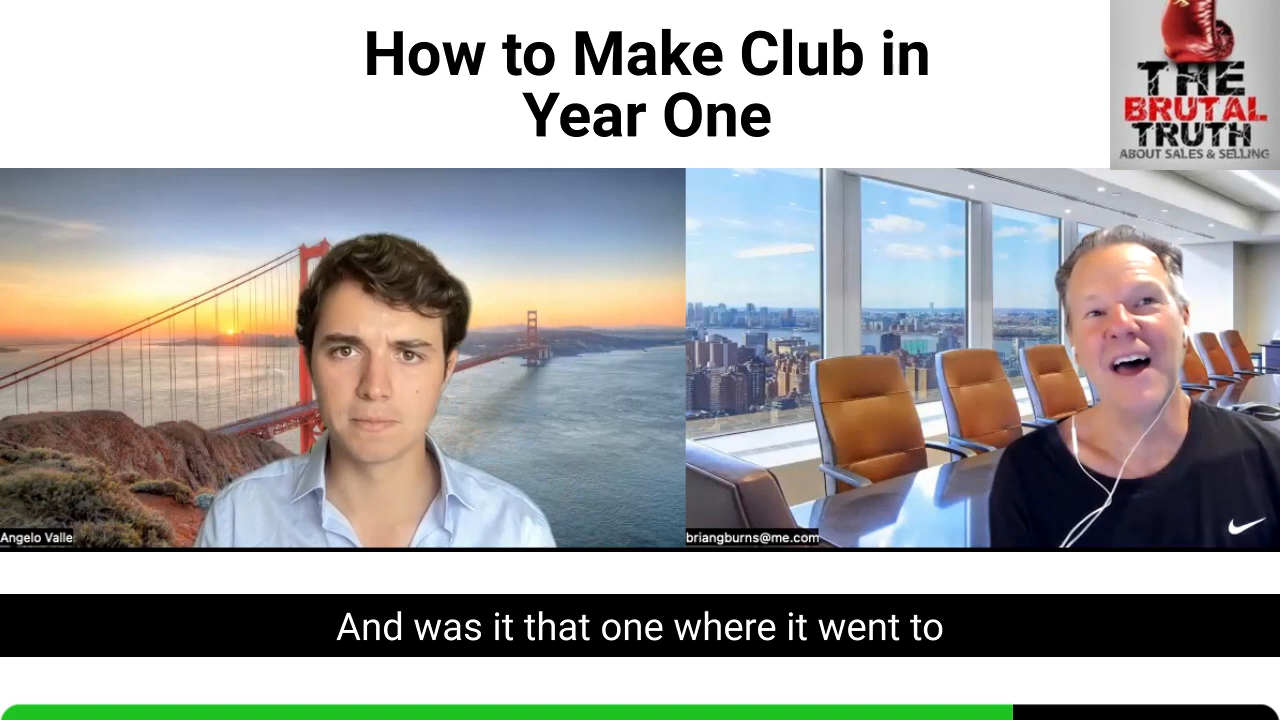 How to Make Club in
Year One
THE
BRUTAL
TRUTH
ABOUT SALES & SELLING
Angelo Valle
briangburns@me.com
And was it that one where it went to